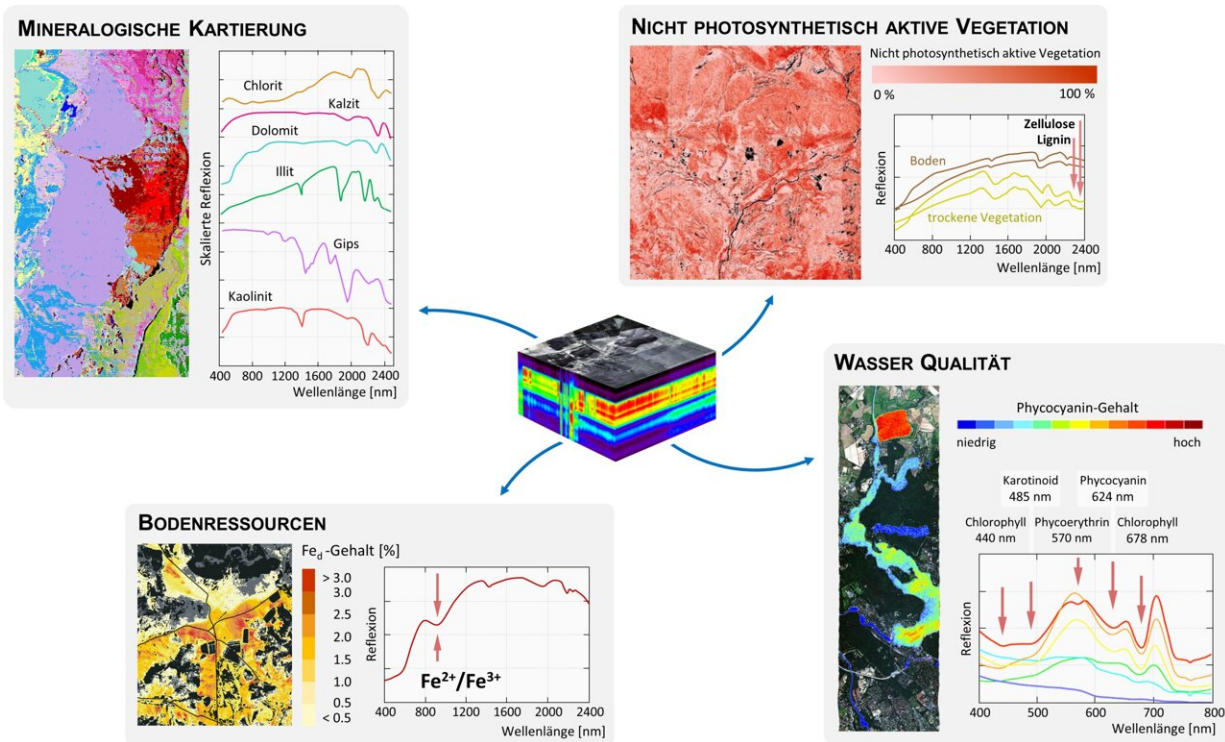 MINERALOGISCHE KARTIERUNG
Chlorit
Kalzit
Dolomit
Illit
Gips
Kaolinit
Skalierte Reflexion
400 800 1200 1600 2000 2400
Wellenlänge [nm]
NICHT PHOTOSYNTHETISCH AKTIVE VEGETATION
Nicht photosynthetisch aktive Vegetation
0 % 100 %
Zellulose
Lignin
Boden
trockene Vegetation
Reflexion
400 800 1200 1600 2000 2400
Wellenlänge [nm]
BODENRESSOURCEN
Fed-Gehalt [%]
> 3.0
3.0
2.5
2.0
1.5
1.0
< 0.5
Reflexion
Fe2+/Fe3+
400 800 1200 1600 2000 2400
Wellenlänge [nm]
WASSER QUALITÄT
Phycocyanin-Gehalt
niedrig hoch
Karotinoid Phycocyanin
485 nm 624 nm
Chlorophyll Phycoerythrin Chlorophyll
440 nm 570 nm 678 nm
Reflexion
400 500 600 700 800
Wellenlänge [nm]